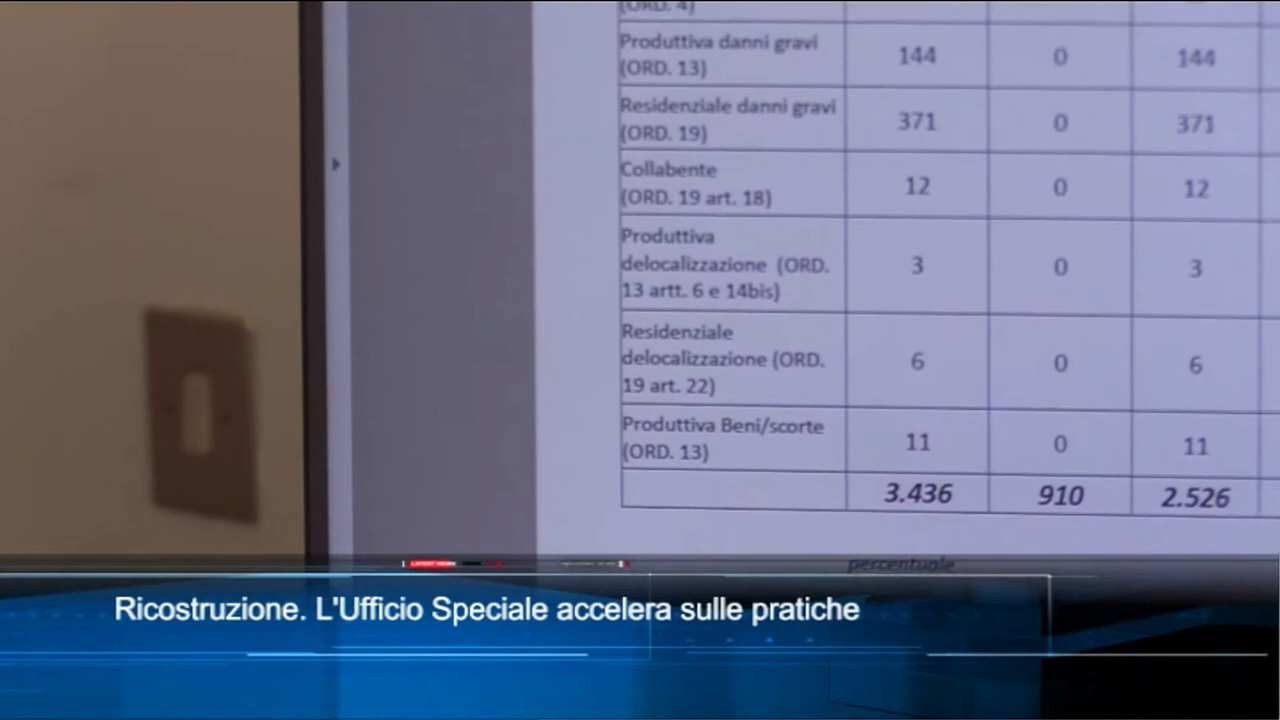 (ORD. 4)
Produttiva danni gravi 144 0 144
(ORD. 13)
Residenziale danni gravi 371 0 371
(ORD. 19)
Collabente 12 0 12
(ORD. 19 art. 18)
Produttiva
delocalizzazione (ORD. 3 0 3
13 artt. 6 e 14bis)
Residenziale
delocalizzazione (ORD. 6 0 6
19 art. 22)
Produttiva Beni/scorte 11 0 11
(ORD. 13)
3.436 910 2.526
percentuale
LATEST NEWS
Ricostruzione. L'Ufficio Speciale accelera sulle pratiche